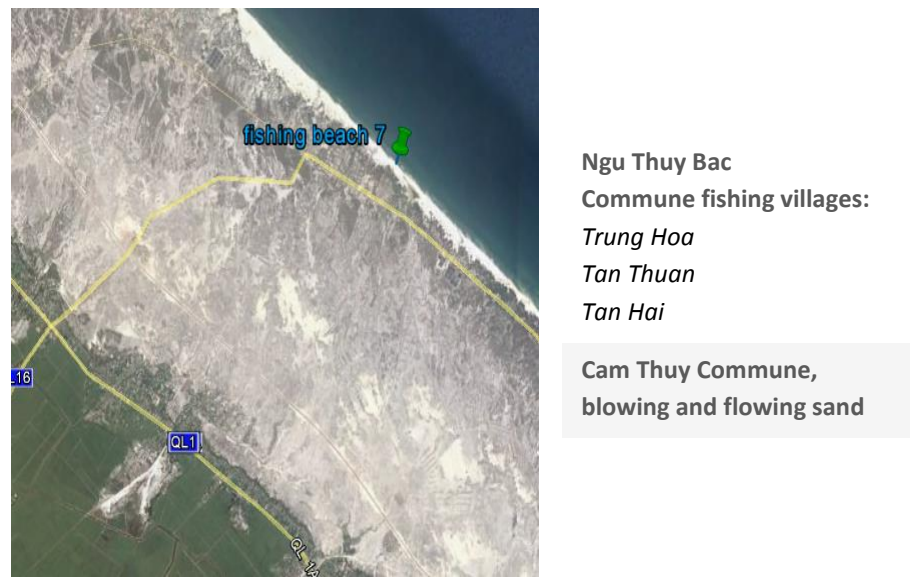 fishing beach 7
Ngu Thuy Bac
Commune fishing villages:
Trung Hoa
Tan Thuan
Tan Hai
Cam Thuy Commune,
blowing and flowing sand
L16
QL1
QL 1A